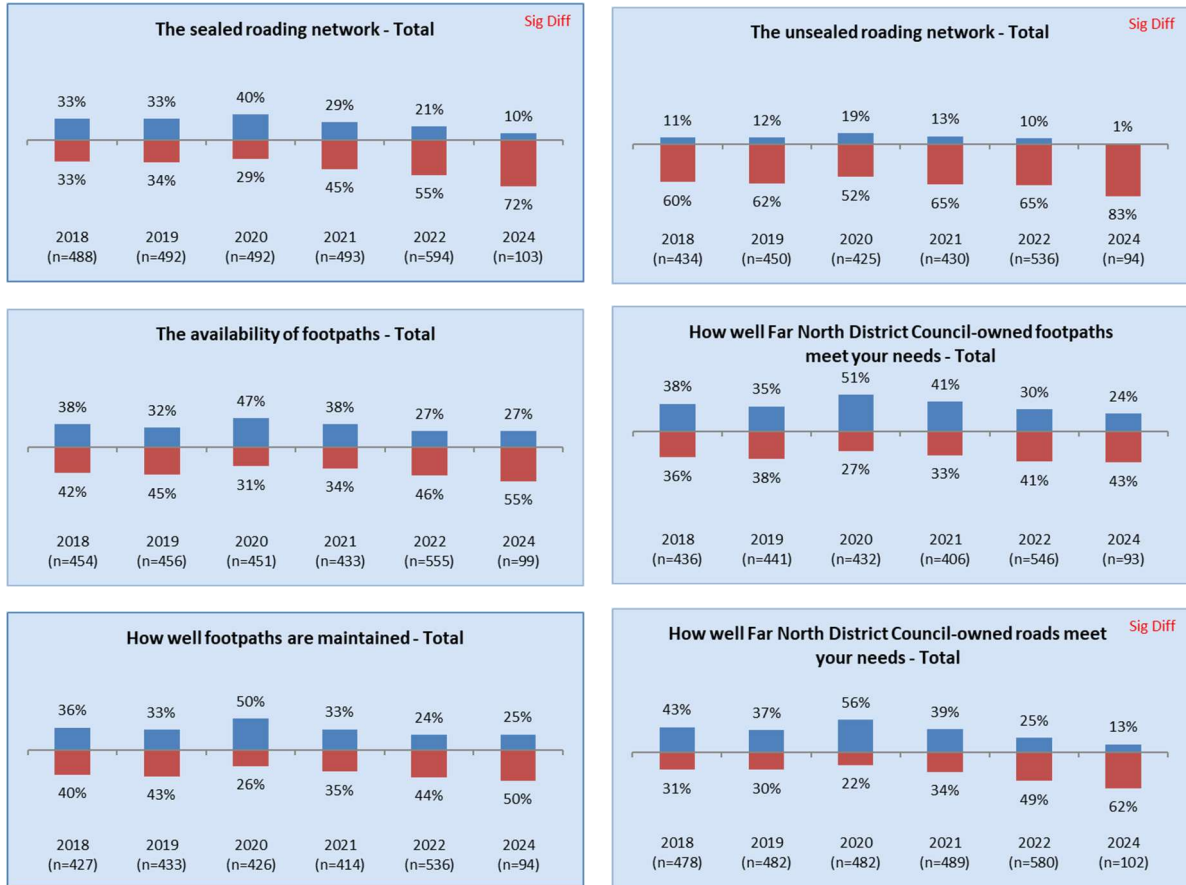 The sealed roading network - Total
Sig Diff
33% 33% 40% 29% 21% 10%
33% 34% 29% 45% 55% 72%
2018 2019 2020 2021 2022 2024
(n=488) (n=492) (n=492) (n=493) (n=594) (n=103)
The unsealed roading network - Total
Sig Diff
11% 12% 19% 13% 10% 1%
60% 62% 52% 65% 65% 83%
2018 2019 2020 2021 2022 2024
(n=434) (n=450) (n=425) (n=430) (n=536) (n=94)
The availability of footpaths - Total
38% 32% 47% 38% 27% 27%
42% 45% 31% 34% 46% 55%
2018 2019 2020 2021 2022 2024
(n=454) (n=456) (n=451) (n=433) (n=555) (n=99)
How well Far North District Council-owned footpaths
meet your needs - Total
38% 35% 51% 41% 30% 24%
36% 38% 27% 33% 41% 43%
2018 2019 2020 2021 2022 2024
(n=436) (n=441) (n=432) (n=406) (n=546) (n=93)
How well footpaths are maintained - Total
36% 33% 50% 33% 24% 25%
40% 43% 26% 35% 44% 50%
2018 2019 2020 2021 2022 2024
(n=427) (n=433) (n=426) (n=414) (n=536) (n=94)
How well Far North District Council-owned roads meet
your needs - Total
Sig Diff
43% 37% 56% 39% 25% 13%
31% 30% 22% 34% 49% 62%
2018 2019 2020 2021 2022 2024
(n=478) (n=482) (n=482) (n=489) (n=580) (n=102)